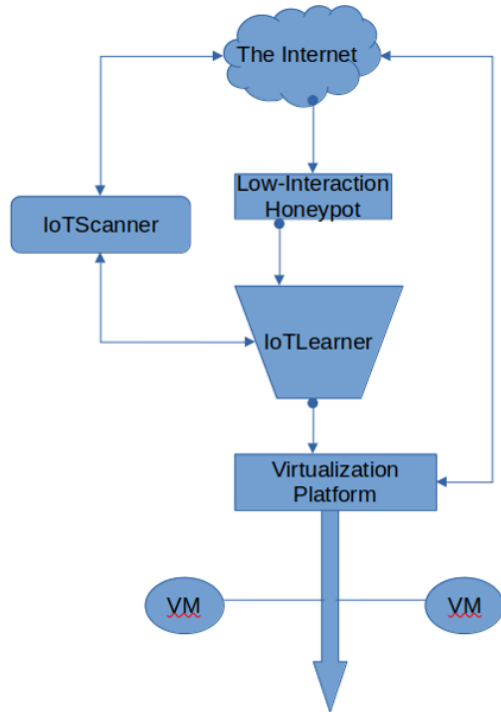 The Internet
Low-Interaction
Honeypot
IoTScanner
IoTLearner
Virtualization
Platform
VM
VM